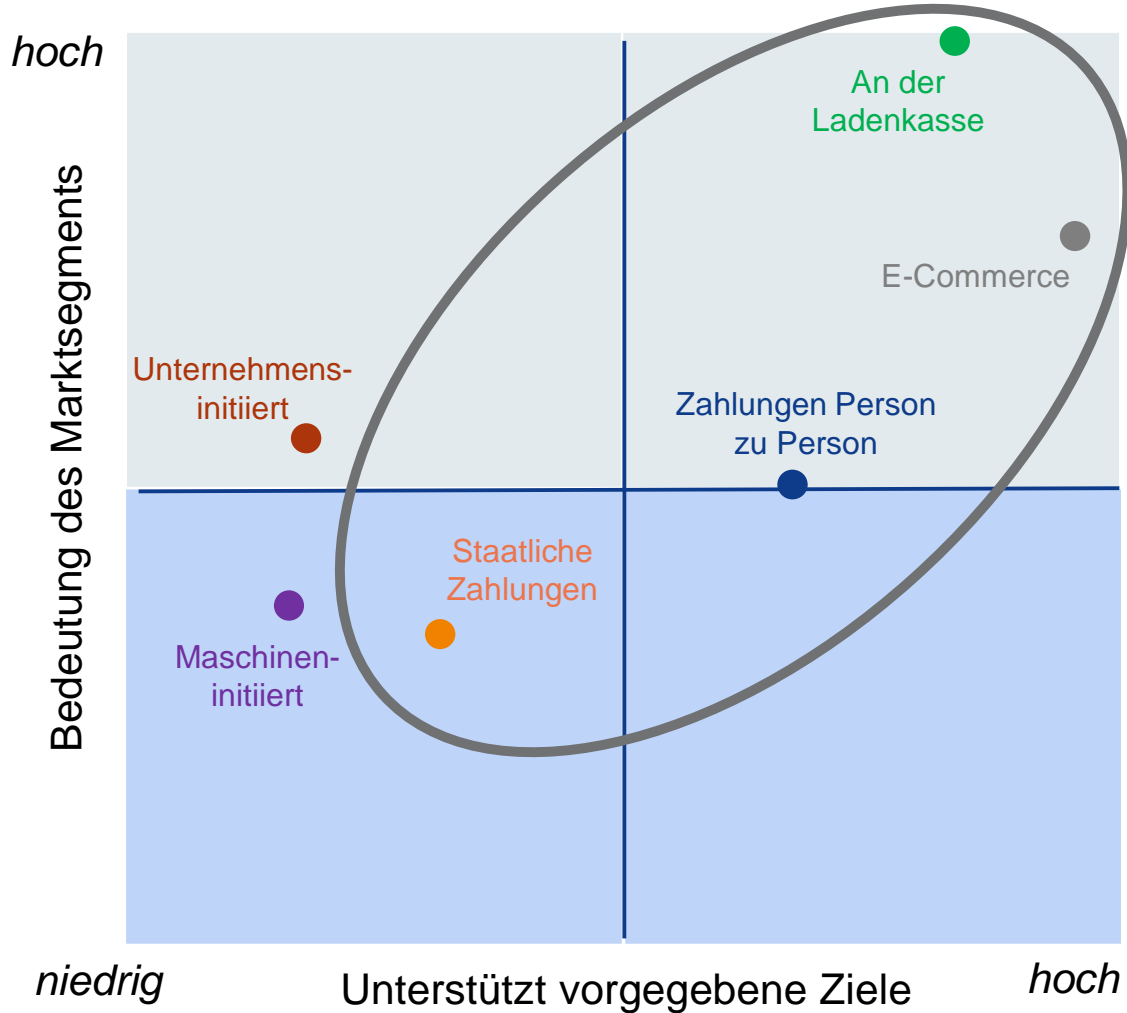 hoch
An der
Ladenkasse
E-Commerce
Bedeutung des Marktsegments
Unternehmens-
initiiert
Zahlungen Person
zu Person
Staatliche
Zahlungen
Maschinen-
initiiert
niedrig
Unterstützt vorgegebene Ziele
hoch